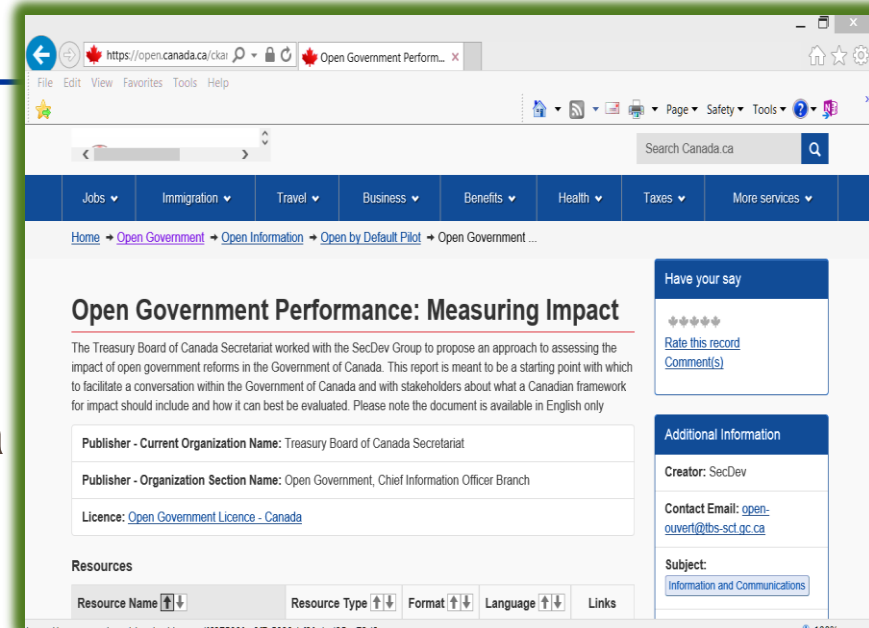 https://open.canada.ca/ckai
Open Government Perform...
File Edit View Favorites Tools Help
Page Safety Tools
Search Canada.ca
Jobs Immigration Travel Business Benefits Health Taxes More services
Home → Open Government → Open Information → Open by Default Pilot → Open Government ...
Open Government Performance: Measuring Impact
The Treasury Board of Canada Secretariat worked with the SecDev Group to propose an approach to assessing the
impact of open government reforms in the Government of Canada. This report is meant to be a starting point with which
to facilitate a conversation within the Government of Canada and with stakeholders about what a Canadian framework
for impact should include and how it can best be evaluated. Please note the document is available in English only
Publisher - Current Organization Name: Treasury Board of Canada Secretariat
Publisher - Organization Section Name: Open Government, Chief Information Officer Branch
Licence: Open Government Licence - Canada
Resources
Resource Name Resource Type Format Language Links
Have your say
Rate this record
Comment(s)
Additional Information
Creator: SecDev
Contact Email: open-
ouvert@tbs-sct.gc.ca
Subject:
Information and Communications